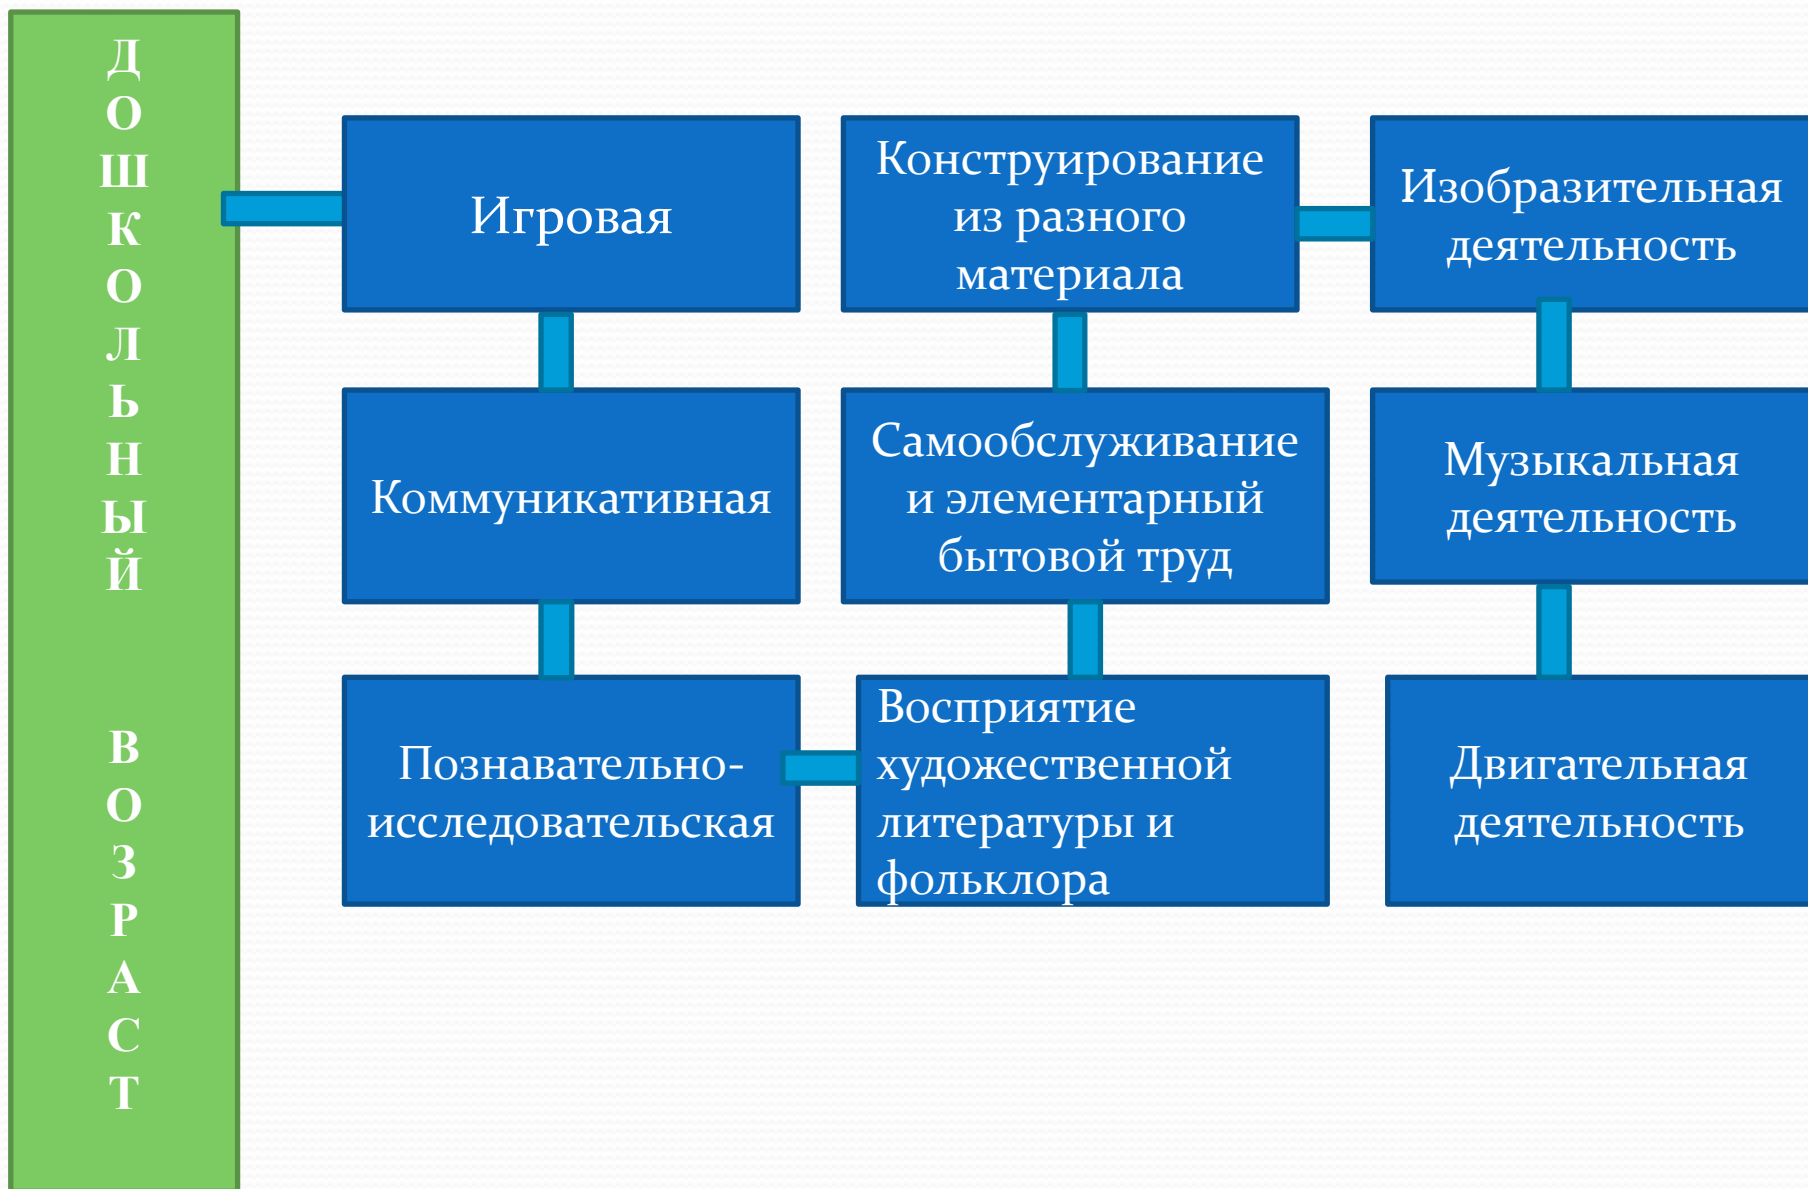 ДОШКОЛЬНЫЙ ВОЗРАСТ
Игровая
Коммуникативная
Познавательно-
исследовательская
Восприятие
художественной
литературы и
фольклора
Самообслуживание
и элементарный
бытовой труд
Конструирование
из разного
материала
Изобразительная
деятельность
Музыкальная
деятельность
Двигательная
деятельность